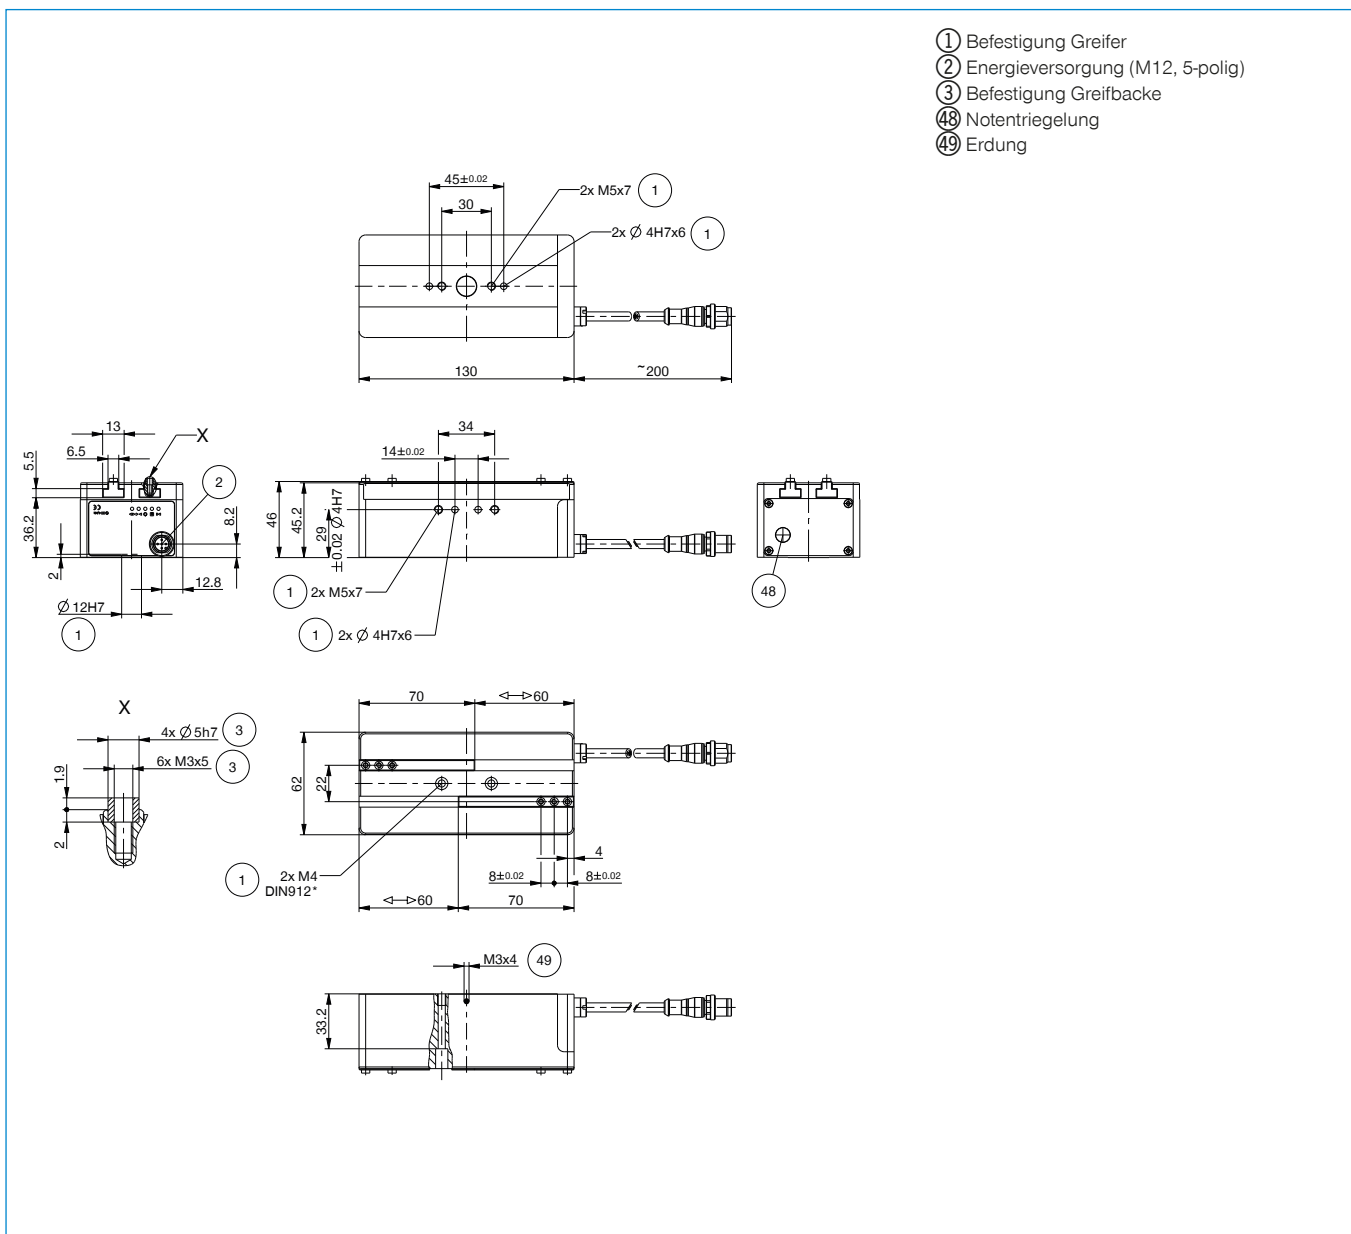 1 Befestigung Greifer
2 Energieversorgung (M12, 5-polig)
3 Befestigung Greifbacke
48 Notentriegelung
49 Erdung
45±0.02
30
2x M5x7 1
2x Ø 4H7x6 1
130
~200
13
6.5
5.5
36.2
2
X
2
8.2
12.8
Ø 12H7
1
34
14±0.02
46
45.2
29
±0.02 Ø 4H7
1 2x M5x7
1 2x Ø 4H7x6
48
X
4x Ø 5h7 3
6x M3x5 3
1.9
2
70
60
62
22
4
8±0.02
8±0.02
1 2x M4
DIN912*
60
70
M3x4 49
33.2